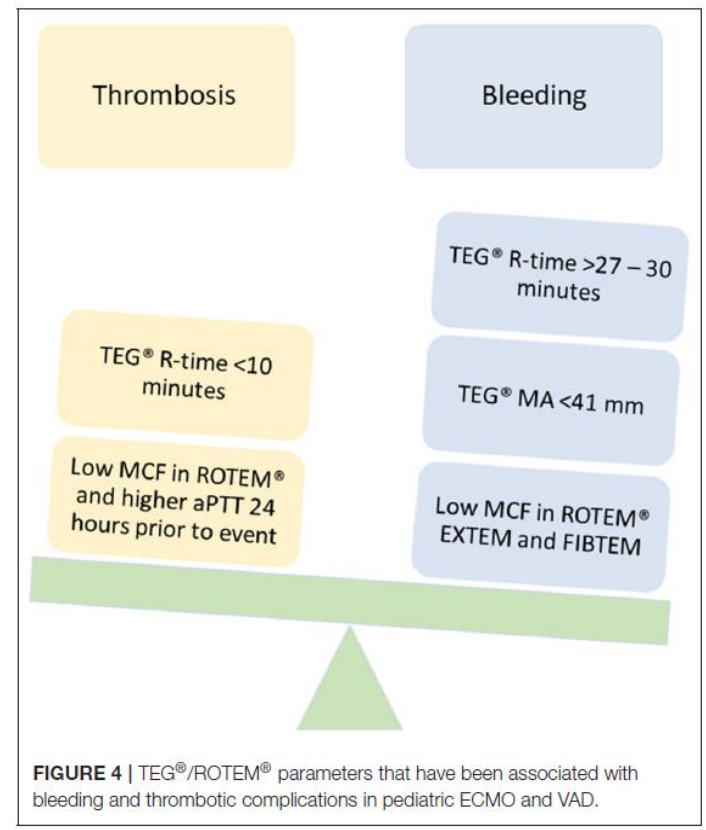 Thrombosis
Bleeding
TEG® R-time >27 – 30
minutes
TEG® R-time <10
minutes
TEG® MA <41 mm
Low MCF in ROTEM®
and higher aPTT 24
hours prior to event
Low MCF in ROTEM®
EXTEM and FIBTEM
FIGURE 4 | TEG®/ROTEM® parameters that have been associated with
bleeding and thrombotic complications in pediatric ECMO and VAD.